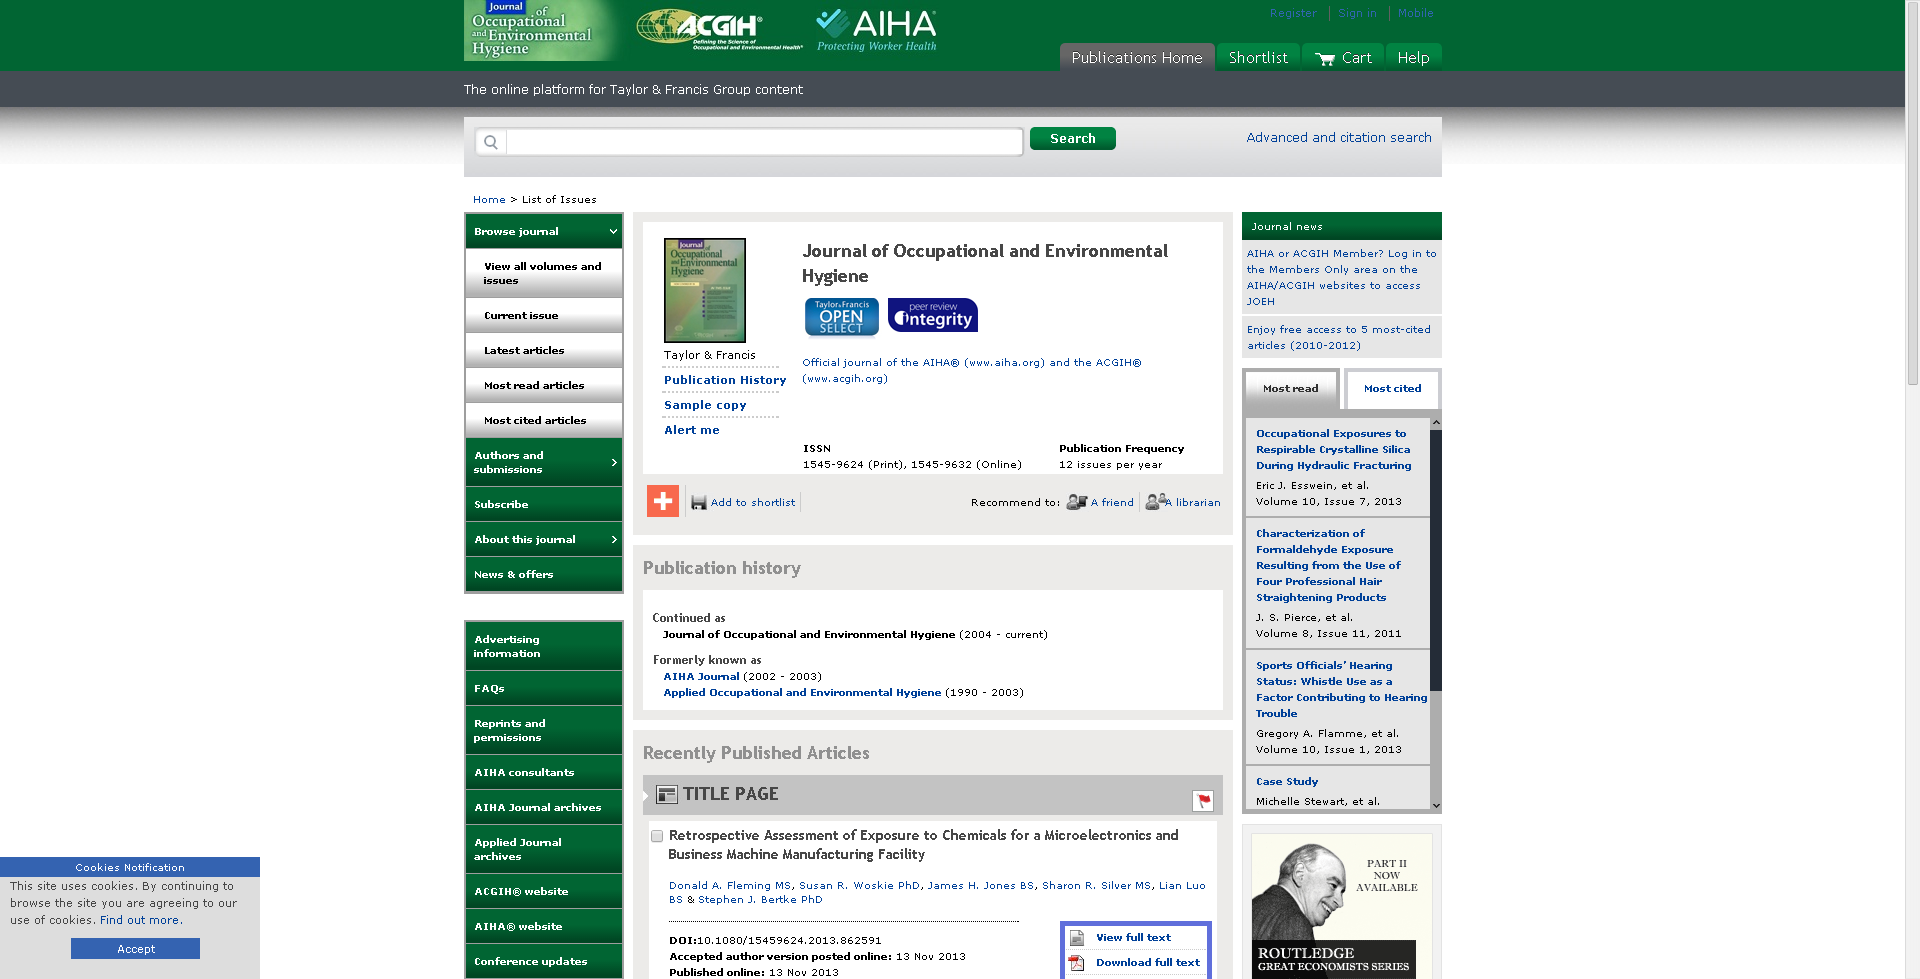 Journal of
Occupational
and Environmental
Hygiene
ACGIH®
Defining the Science of
Occupational and Environmental Health®
AIHA®
Protecting Worker Health
Register
Sign in
Mobile
Publications Home
Shortlist
Cart
Help
The online platform for Taylor & Francis Group content
Search
Advanced and citation search
Home > List of Issues
Browse journal
View all volumes and
issues
Current issue
Latest articles
Most read articles
Most cited articles
Authors and
submissions
Subscribe
About this journal
News & offers
Advertising
information
FAQs
Reprints and
permissions
AIHA consultants
AIHA Journal archives
Applied Journal
archives
ACGIH® website
AIHA® website
Conference updates
Journal of
Occupational
and Environmental
Hygiene
Taylor & Francis
Publication History
Sample copy
Alert me
Journal of Occupational and Environmental
Hygiene
Taylor & Francis
OPEN
SELECT
peer review
integrity
Official journal of the AIHA® (www.aiha.org) and the ACGIH®
(www.acgih.org)
ISSN
1545-9624 (Print), 1545-9632 (Online)
Publication Frequency
12 issues per year
Add to shortlist
Recommend to:
A friend
A librarian
Publication history
Continued as
Journal of Occupational and Environmental Hygiene (2004 - current)
Formerly known as
AIHA Journal (2002 - 2003)
Applied Occupational and Environmental Hygiene (1990 - 2003)
Recently Published Articles
TITLE PAGE
Retrospective Assessment of Exposure to Chemicals for a Microelectronics and
Business Machine Manufacturing Facility
Donald A. Fleming MS, Susan R. Woskie PhD, James H. Jones BS, Sharon R. Silver MS, Lian Luo
BS & Stephen J. Bertke PhD
DOI:10.1080/15459624.2013.862591
Accepted author version posted online: 13 Nov 2013
Published online: 13 Nov 2013
View full text
Download full text
Journal news
AIHA or ACGIH Member? Log in to
the Members Only area on the
AIHA/ACGIH websites to access
JOEH
Enjoy free access to 5 most-cited
articles (2010-2012)
Most read
Most cited
Occupational Exposures to
Respirable Crystalline Silica
During Hydraulic Fracturing
Eric J. Esswein, et al.
Volume 10, Issue 7, 2013
Characterization of
Formaldehyde Exposure
Resulting from the Use of
Four Professional Hair
Straightening Products
J. S. Pierce, et al.
Volume 8, Issue 11, 2011
Sports Officials' Hearing
Status: Whistle Use as a
Factor Contributing to Hearing
Trouble
Gregory A. Flamme, et al.
Volume 10, Issue 1, 2013
Case Study
Michelle Stewart, et al.
PART II
NOW
AVAILABLE
ROUTLEDGE
GREAT ECONOMISTS SERIES
Cookies Notification
This site uses cookies. By continuing to
browse the site you are agreeing to our
use of cookies. Find out more.
Accept